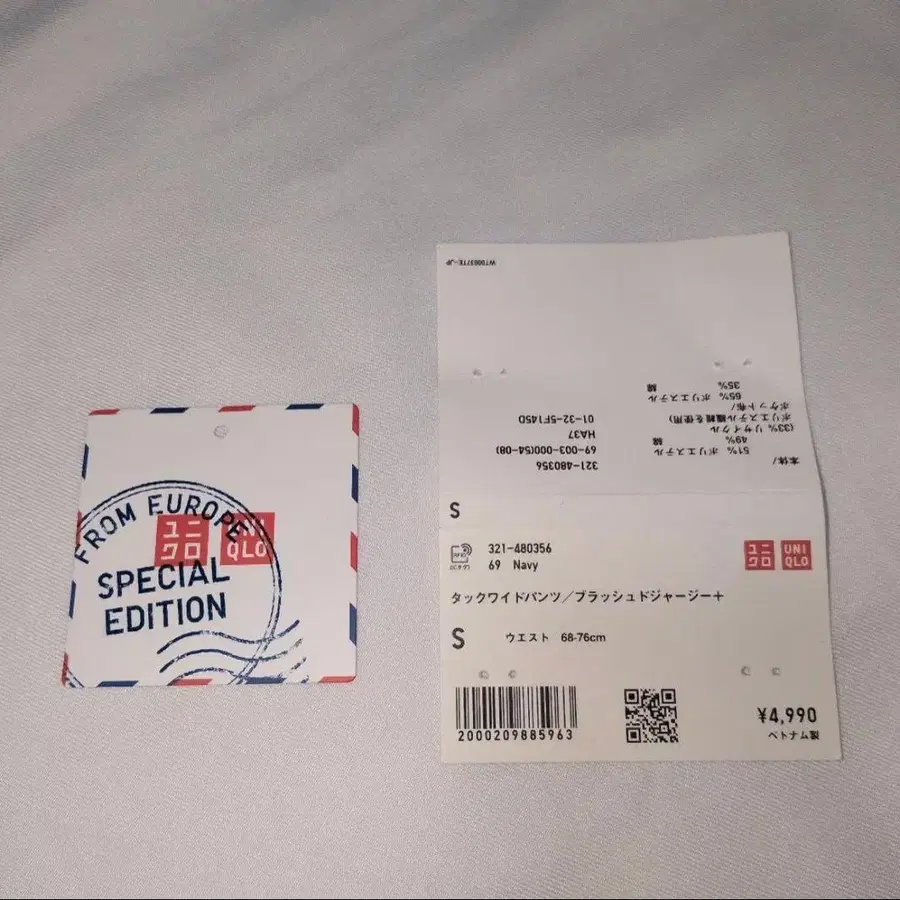 FROM EUROPE
ユニクロ
UNIQLO
SPECIAL
EDITION
W700037TE-JP
本体/
51% ポリエステル
49% 綿
(33% リサイクル
ポリエステル繊維を使用)
ポケット布/
65% ポリエステル
35% 綿
321-480356
69-003-000(54-08)
HA37
01-32-5F145D
S
321-480356
69 Navy
ユニクロ
UNIQLO
タックワイドパンツ/ブラッシュドジャージー+
S ウエスト 68-76cm
2000209885963
¥4,990
ベトナム製